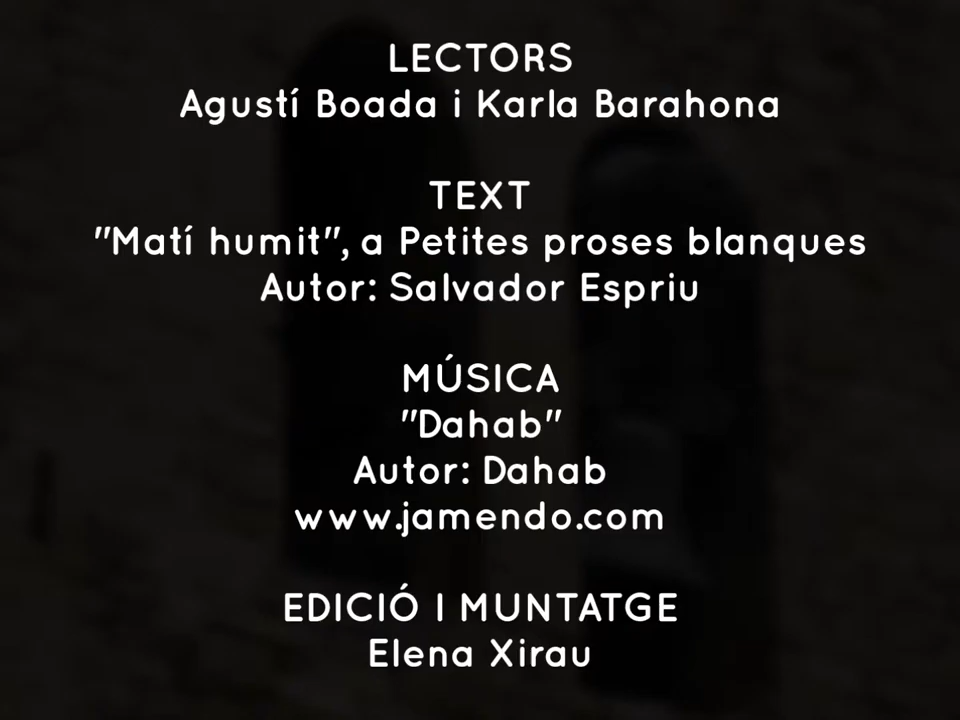 LECTORS
Agustí Boada i Karla Barahona
TEXT
"Matí humit", a Petites proses blanques
Autor: Salvador Espriu
MÚSICA
"Dahab"
Autor: Dahab
www.jamendo.com
EDICIÓ I MUNTATGE
Elena Xirau